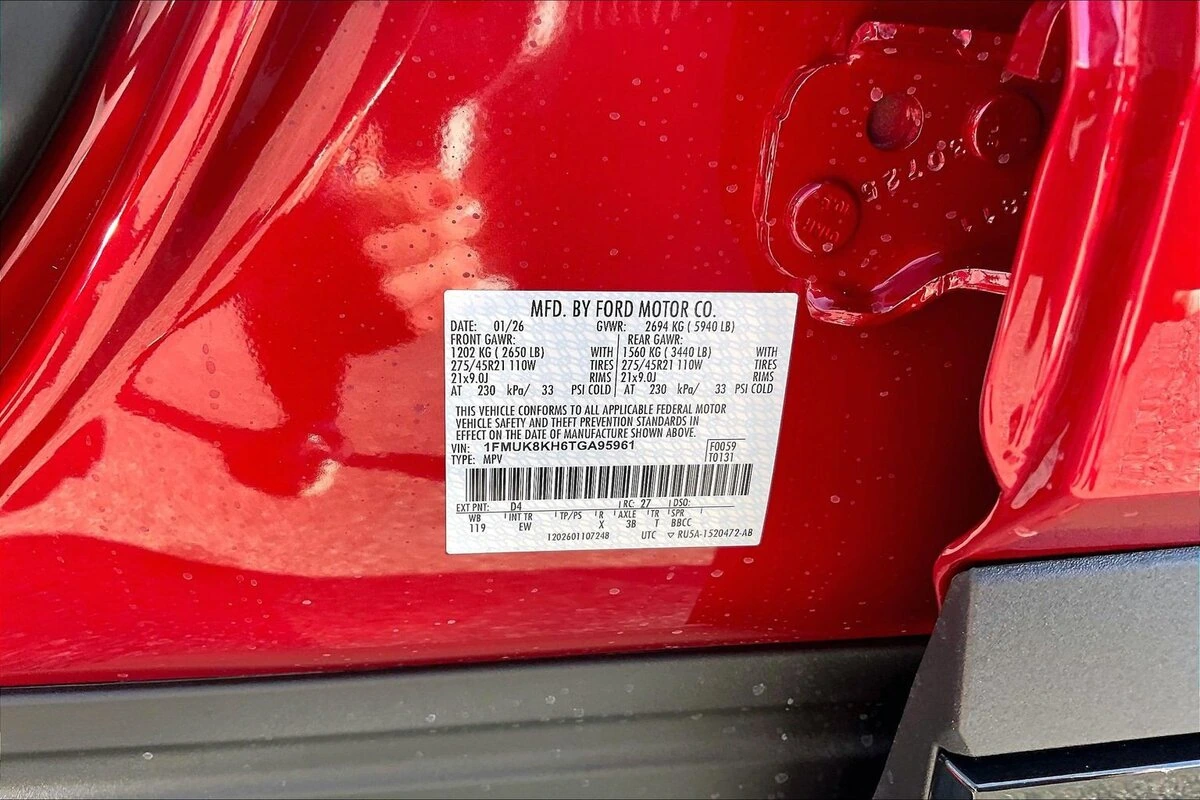 MFD. BY FORD MOTOR CO.
DATE: 01/26 GVWR: 2694 KG ( 5940 LB)
FRONT GAWR: REAR GAWR:
1202 KG ( 2650 LB) WITH 1560 KG ( 3440 LB) WITH
275/45R21 110W TIRES 275/45R21 110W TIRES
21x9.0J RIMS 21x9.0J RIMS
AT 230 kPa/ 33 PSI COLD AT 230 kPa/ 33 PSI COLD
THIS VEHICLE CONFORMS TO ALL APPLICABLE FEDERAL MOTOR
VEHICLE SAFETY AND THEFT PREVENTION STANDARDS IN
EFFECT ON THE DATE OF MANUFACTURE SHOWN ABOVE.
VIN: 1FMUK8KH6TGA95961 F0059
TYPE: MPV T0131
EXT PNT: D4 RC: 27 DSO:
WB INT TR TP/PS R AXLE TR SPR
119 EW X 3B T BBCC
1202601107248 UTC ▽ RU5A-1520472-AB